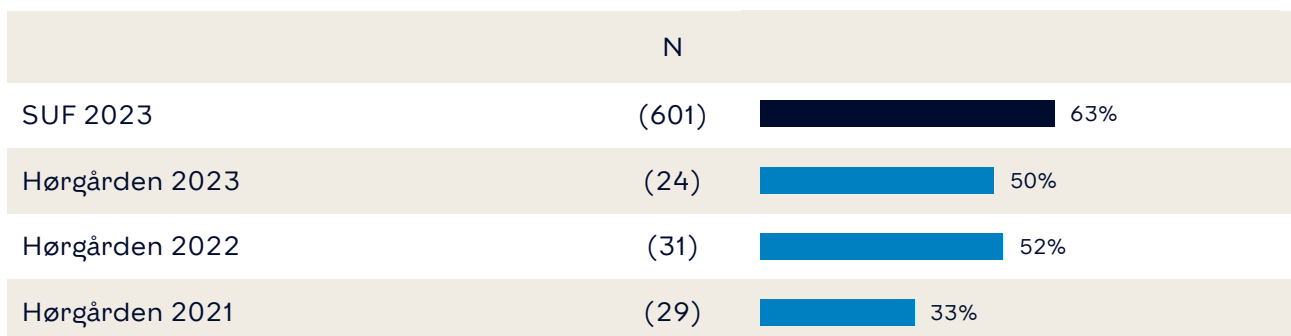 N
SUF 2023 (601) 63%
Hørgården 2023 (24) 50%
Hørgården 2022 (31) 52%
Hørgården 2021 (29) 33%